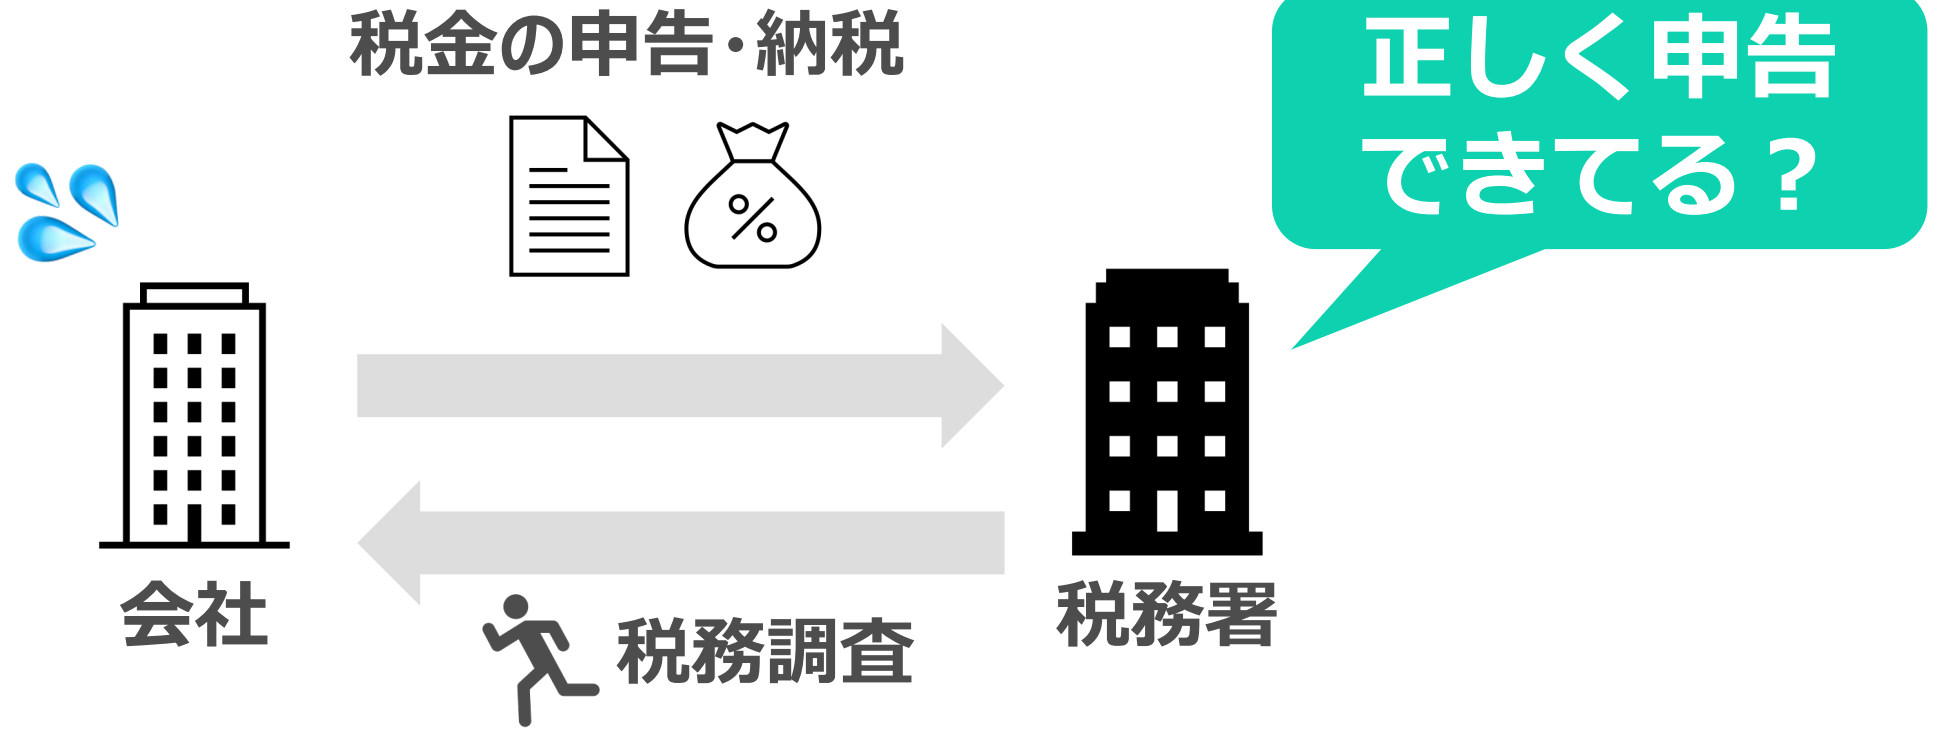 税金の申告・納税
正しく申告
できてる？
会社
税務調査
税務署